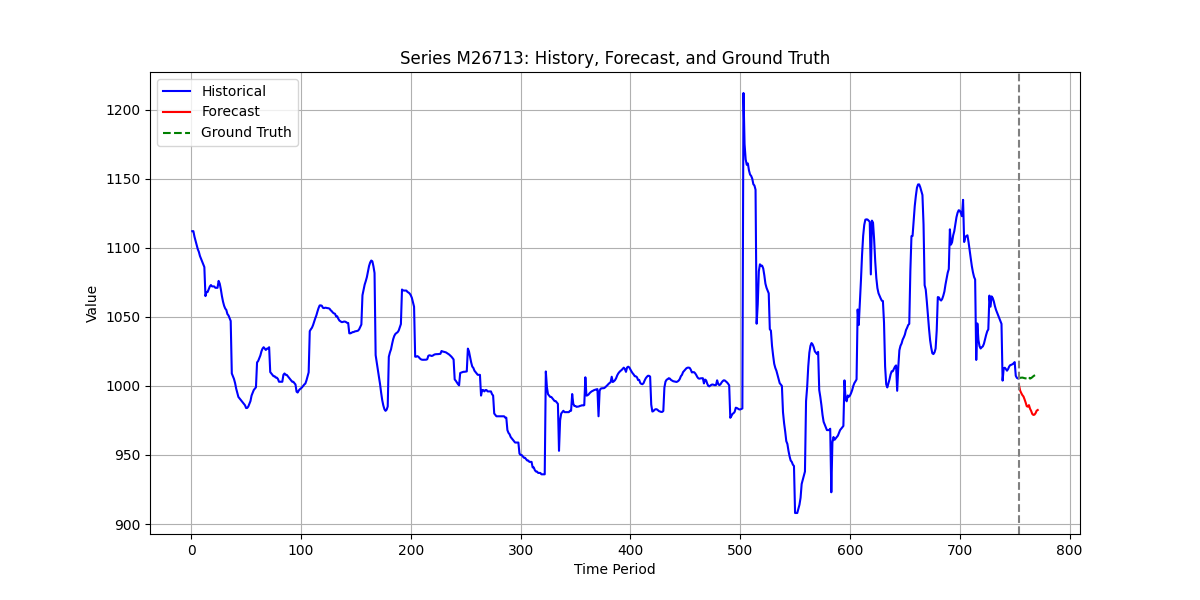 Series M26713: History, Forecast, and Ground Truth
Historical
Forecast
Ground Truth
1200
1150
1100
1050
1000
950
900
Value
0 100 200 300 400 500 600 700 800
Time Period